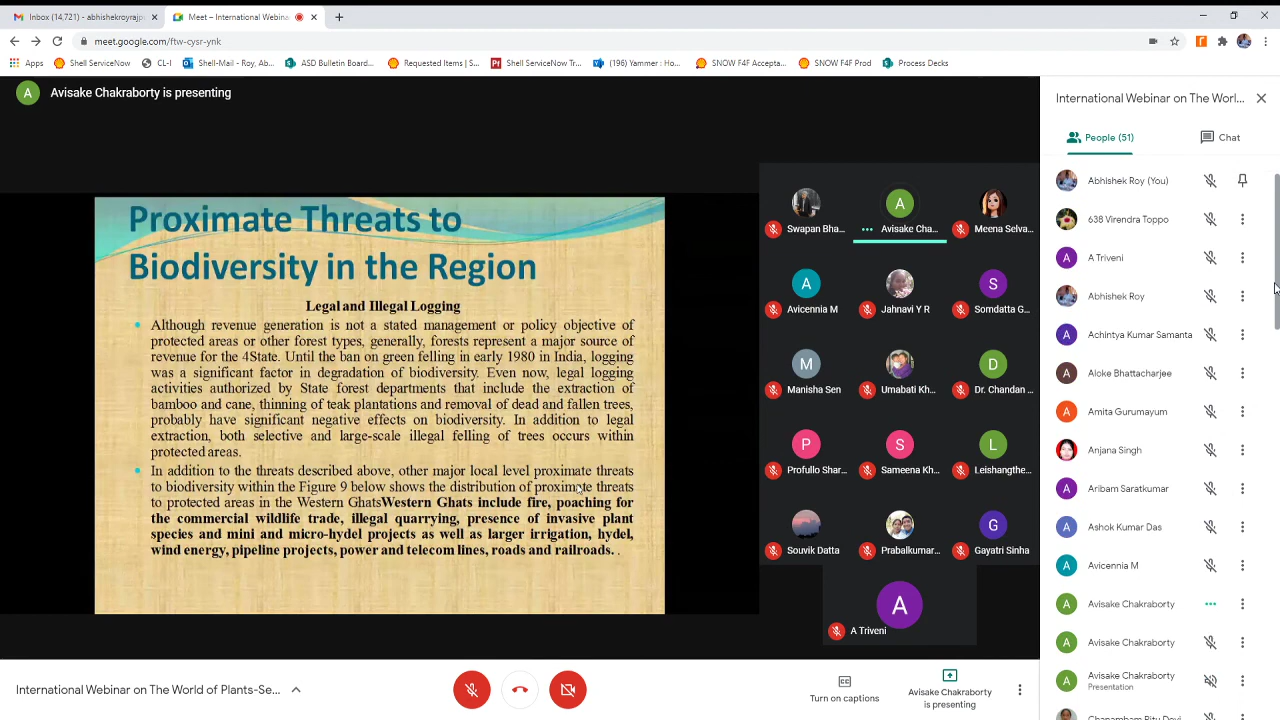 Inbox (14,721) - abhishekroyrajp
Meet – International Webina
meet.google.com/ftw-cysr-ynk
Apps
Shell ServiceNow
CL-I
Shell-Mail - Roy, Ab...
ASD Bulletin Board...
Requested Items | S...
Shell ServiceNow Tr...
(196) Yammer : Ho...
SNOW F4F Accepta...
SNOW F4F Prod
Process Decks
A
Avisake Chakraborty is presenting
Proximate Threats to
Biodiversity in the Region
Legal and Illegal Logging
Although revenue generation is not a stated management or policy objective of
protected areas or other forest types, generally, forests represent a major source of
revenue for the 4State. Until the ban on green felling in early 1980 in India, logging
was a significant factor in degradation of biodiversity. Even now, legal logging
activities authorized by State forest departments that include the extraction of
bamboo and cane, thinning of teak plantations and removal of dead and fallen trees,
probably have significant negative effects on biodiversity. In addition to legal
extraction, both selective and large-scale illegal felling of trees occurs within
protected areas.
In addition to the threats described above, other major local level proximate threats
to biodiversity within the Figure 9 below shows the distribution of proximate threats
to protected areas in the Western GhatsWestern Ghats include fire, poaching for
the commercial wildlife trade, illegal quarrying, presence of invasive plant
species and mini and micro-hydel projects as well as larger irrigation, hydel,
wind energy, pipeline projects, power and telecom lines, roads and railroads. .
A
Swapan Bha...
Avisake Cha...
Meena Selva...
A
S
Avicennia M
Jahnavi Y R
Somdatta G...
M
D
Manisha Sen
Umabati Kh...
Dr. Chandan ...
P
S
L
Profullo Shar...
Sameena Kh...
Leishangthe...
G
Souvik Datta
Prabalkumar...
Gayatri Sinha
A
A Triveni
International Webinar on The World of Plants-Se...
CC
Turn on captions
Avisake Chakraborty
is presenting
International Webinar on The Worl...
People (51)
Chat
Abhishek Roy (You)
638 Virendra Toppo
A
A Triveni
Abhishek Roy
A
Achintya Kumar Samanta
A
Aloke Bhattacharjee
A
Amita Gurumayum
Anjana Singh
A
Aribam Saratkumar
A
Ashok Kumar Das
A
Avicennia M
A
Avisake Chakraborty
A
Avisake Chakraborty
A
Avisake Chakraborty
Presentation
Chanambam Bitu Devi